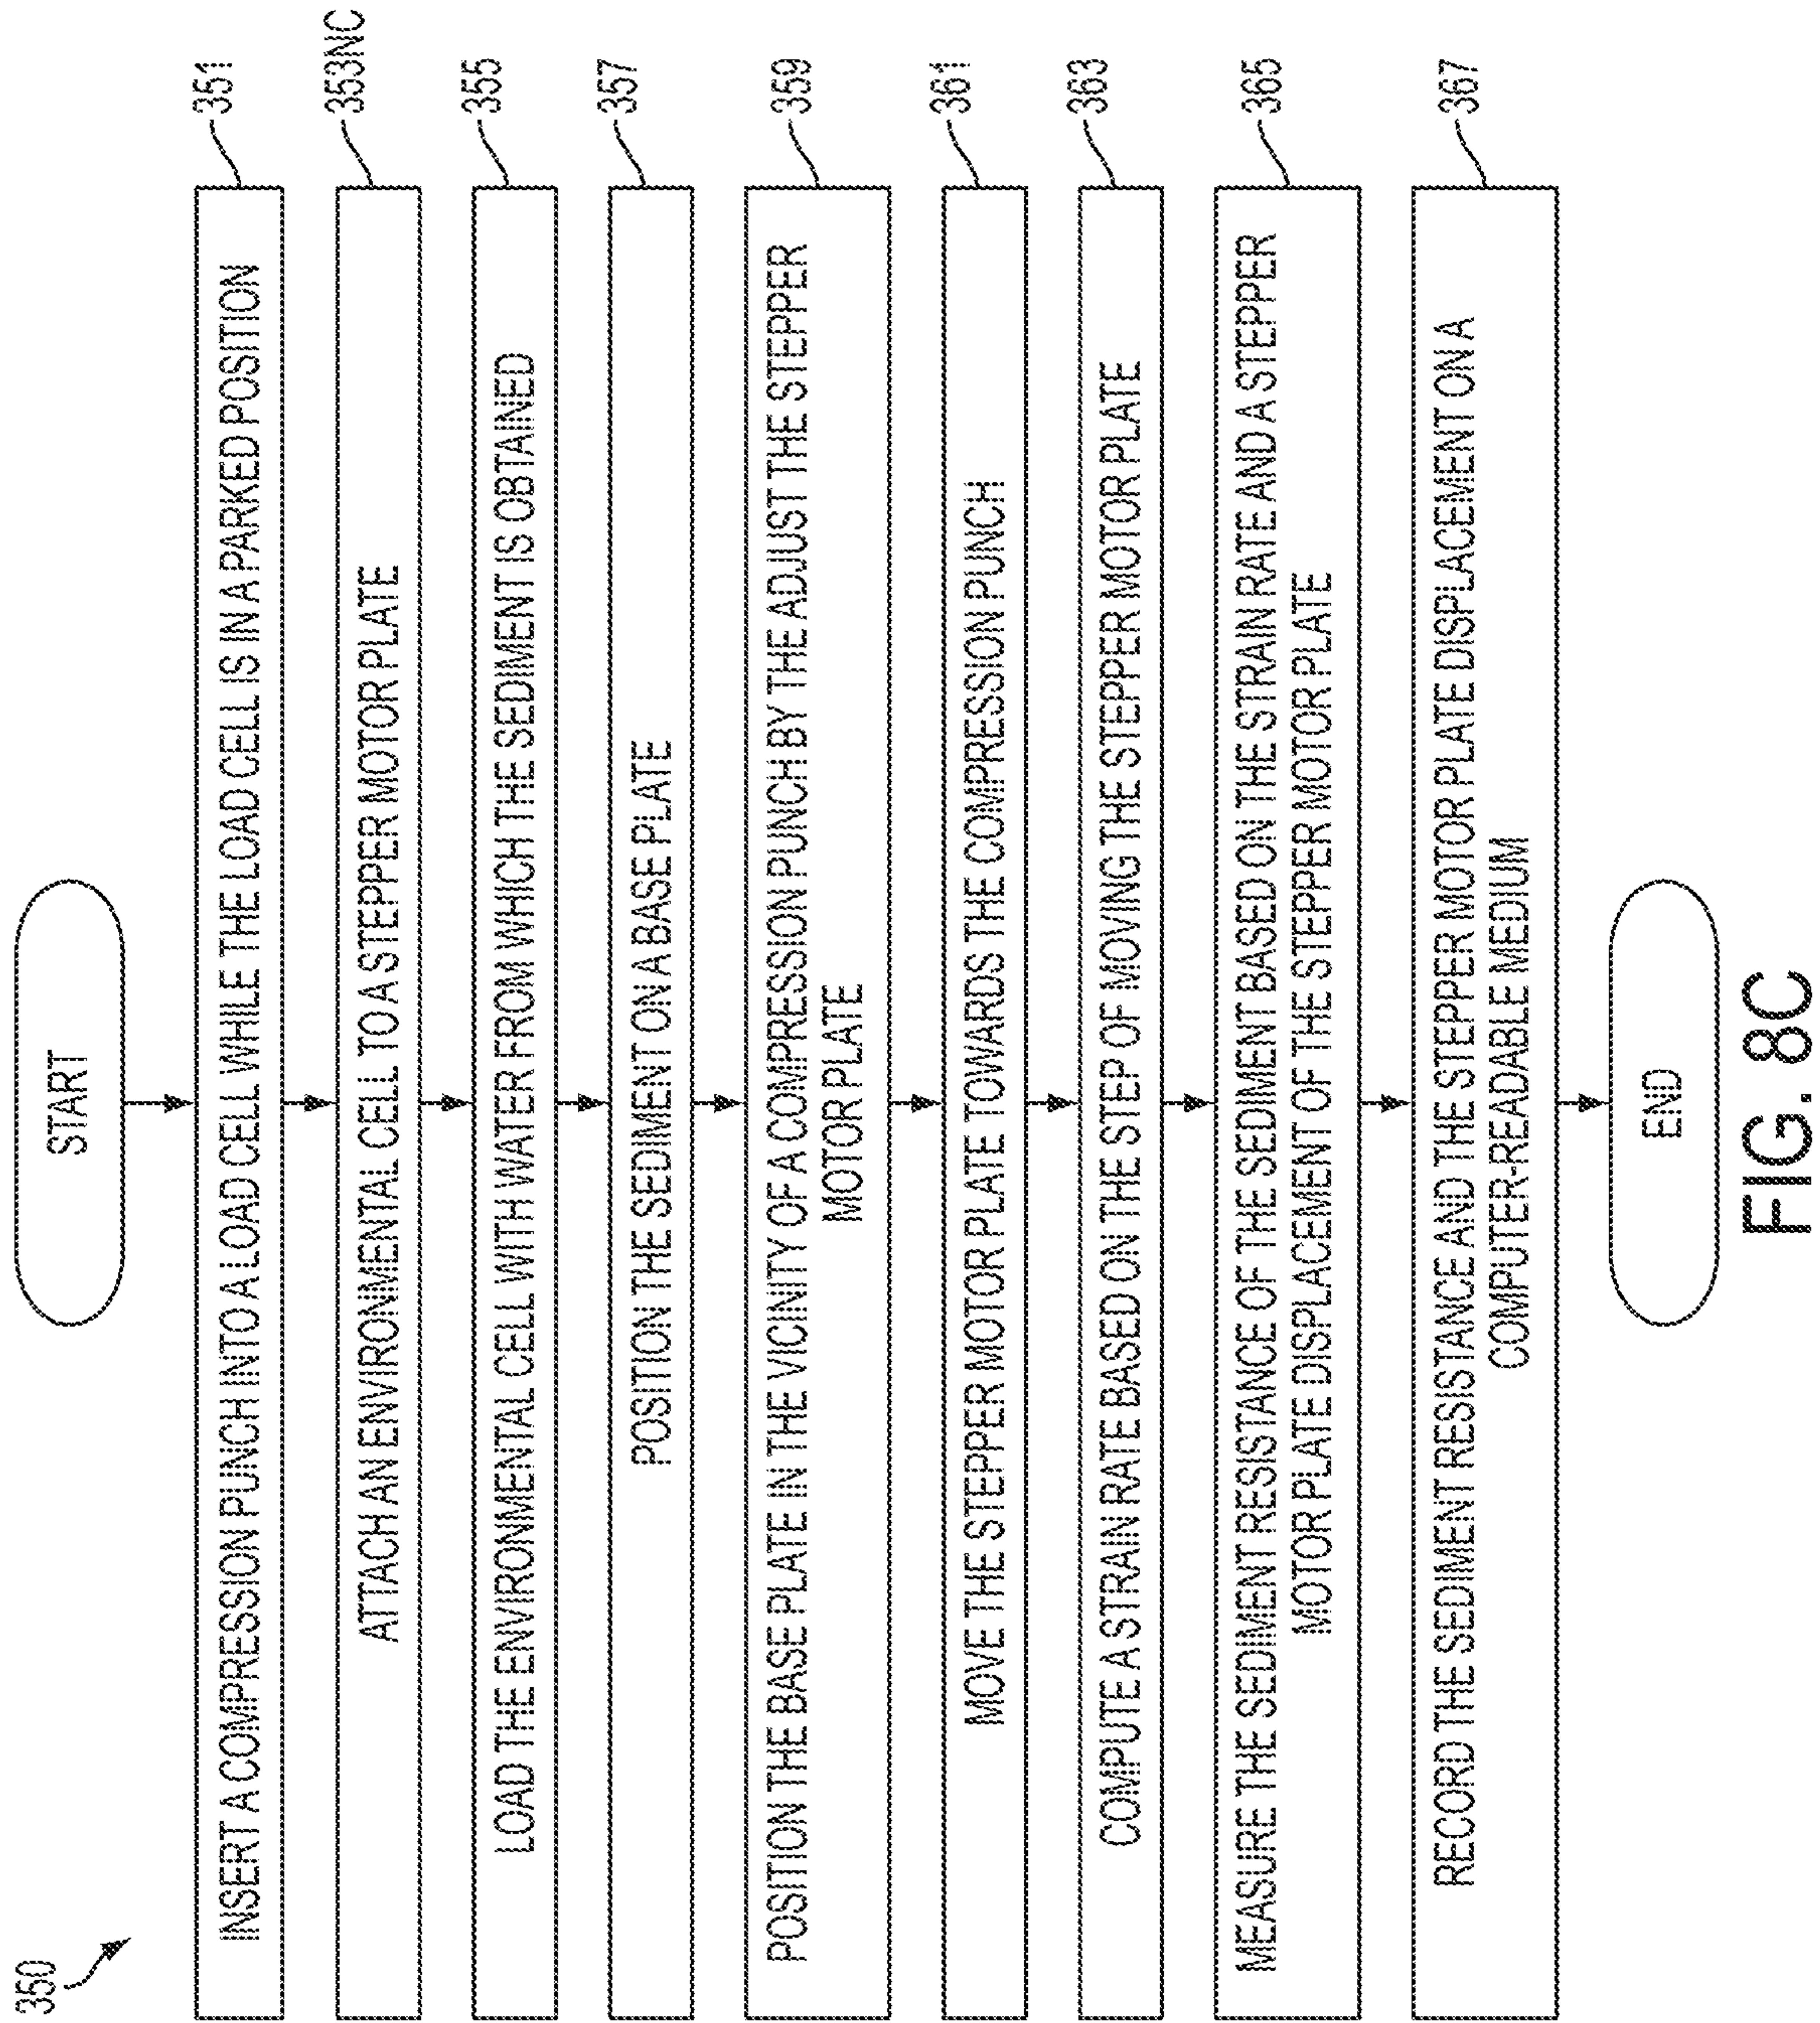 350
START
INSERT A COMPRESSION PUNCH INTO A LOAD CELL WHILE THE LOAD CELL IS IN A PARKED POSITION
351
ATTACH AN ENVIRONMENTAL CELL TO A STEPPER MOTOR PLATE
353NC
LOAD THE ENVIRONMENTAL CELL WITH WATER FROM WHICH THE SEDIMENT IS OBTAINED
355
POSITION THE SEDIMENT ON A BASE PLATE
357
POSITION THE BASE PLATE IN THE VICINITY OF A COMPRESSION PUNCH BY THE ADJUST THE STEPPER
MOTOR PLATE
359
MOVE THE STEPPER MOTOR PLATE TOWARDS THE COMPRESSION PUNCH
361
COMPUTE A STRAIN RATE BASED ON THE STEP OF MOVING THE STEPPER MOTOR PLATE
363
MEASURE THE SEDIMENT RESISTANCE OF THE SEDIMENT BASED ON THE STRAIN RATE AND A STEPPER
MOTOR PLATE DISPLACEMENT OF THE STEPPER MOTOR PLATE
365
RECORD THE SEDIMENT RESISTANCE AND THE STEPPER MOTOR PLATE DISPLACEMENT ON A
COMPUTER-READABLE MEDIUM
367
END
FIG. 8C